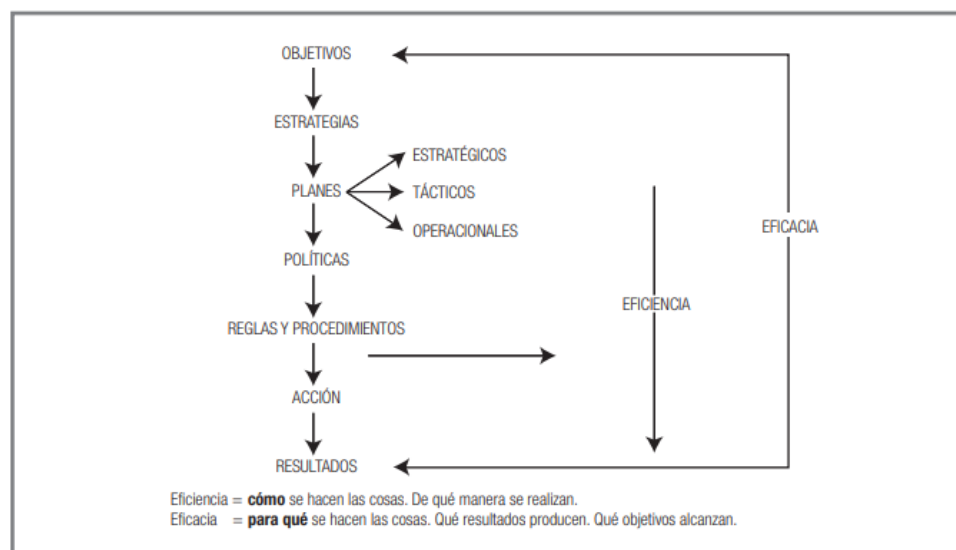 OBJETIVOS
ESTRATEGIAS
ESTRATÉGICOS
PLANES
TÁCTICOS
OPERACIONALES
EFICACIA
POLÍTICAS
EFICIENCIA
REGLAS Y PROCEDIMIENTOS
ACCIÓN
RESULTADOS
Eficiencia = cómo se hacen las cosas. De qué manera se realizan.
Eficacia = para qué se hacen las cosas. Qué resultados producen. Qué objetivos alcanzan.